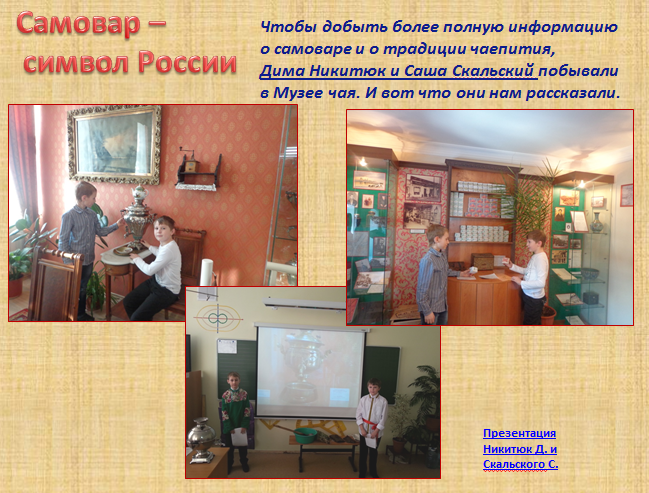 Самовар –
символ России
Чтобы добыть более полную информацию
о самоваре и о традиции чаепития,
Дима Никитюк и Саша Скальский побывали
в Музее чая. И вот что они нам рассказали.
Презентация
Никитюк Д. и
Скальского С.